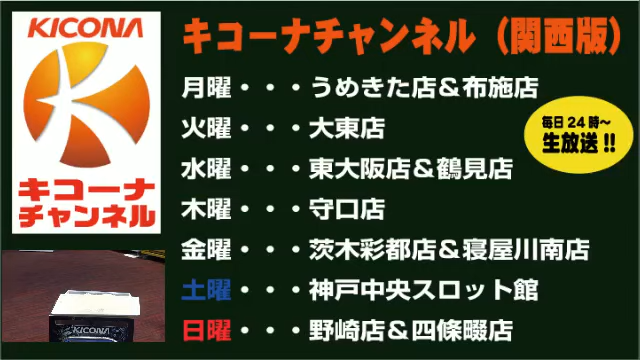 KICONA
キコーナ
チャンネル
キコーナチャンネル（関西版）
月曜・・・うめきた店＆布施店
火曜・・・大東店
水曜・・・東大阪店＆鶴見店
木曜・・・守口店
金曜・・・茨木彩都店＆寝屋川南店
土曜・・・神戸中央スロット館
日曜・・・野崎店＆四條畷店
毎日24時～
生放送!!
KICONA